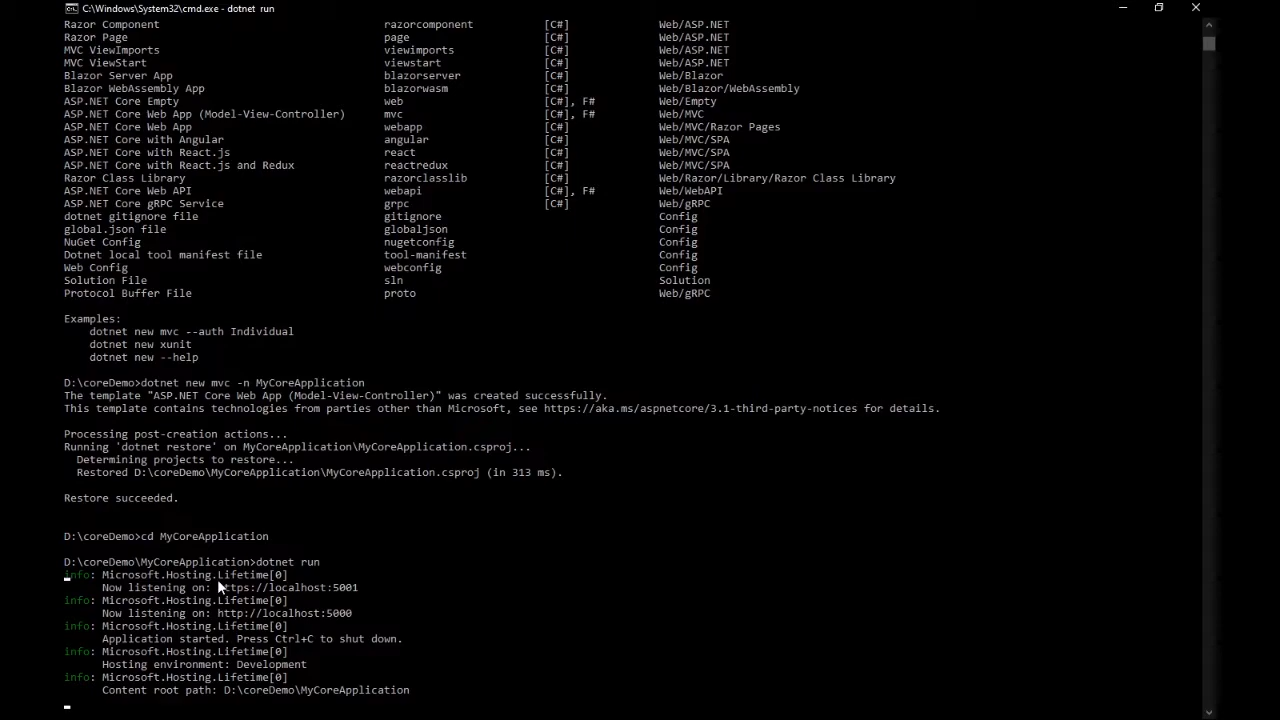 C:\Windows\System32\cmd.exe - dotnet run
Razor Component razorcomponent [C#] Web/ASP.NET
Razor Page page [C#] Web/ASP.NET
MVC ViewImports viewimports [C#] Web/ASP.NET
MVC ViewStart viewstart [C#] Web/ASP.NET
Blazor Server App blazorserver [C#] Web/Blazor
Blazor WebAssembly App blazorwasm [C#] Web/Blazor/WebAssembly
ASP.NET Core Empty web [C#], F# Web/Empty
ASP.NET Core Web App (Model-View-Controller) mvc [C#], F# Web/MVC
ASP.NET Core Web App webapp [C#] Web/MVC/Razor Pages
ASP.NET Core with Angular angular [C#] Web/MVC/SPA
ASP.NET Core with React.js react [C#] Web/MVC/SPA
ASP.NET Core with React.js and Redux reactredux [C#] Web/MVC/SPA
Razor Class Library razorclasslib [C#] Web/Razor/Library/Razor Class Library
ASP.NET Core Web API webapi [C#], F# Web/WebAPI
ASP.NET Core gRPC Service grpc [C#] Web/gRPC
dotnet gitignore file gitignore Config
global.json file globaljson Config
NuGet Config nugetconfig Config
Dotnet local tool manifest file tool-manifest Config
Web Config webconfig Config
Solution File sln Solution
Protocol Buffer File proto Web/gRPC
Examples:
dotnet new mvc --auth Individual
dotnet new xunit
dotnet new --help
D:\coreDemo>dotnet new mvc -n MyCoreApplication
The template "ASP.NET Core Web App (Model-View-Controller)" was created successfully.
This template contains technologies from parties other than Microsoft, see https://aka.ms/aspnetcore/3.1-third-party-notices for details.
Processing post-creation actions...
Running 'dotnet restore' on MyCoreApplication\MyCoreApplication.csproj...
Determining projects to restore...
Restored D:\coreDemo\MyCoreApplication\MyCoreApplication.csproj (in 313 ms).
Restore succeeded.
D:\coreDemo>cd MyCoreApplication
D:\coreDemo\MyCoreApplication>dotnet run
info: Microsoft.Hosting.Lifetime[0]
Now listening on: https://localhost:5001
info: Microsoft.Hosting.Lifetime[0]
Now listening on: http://localhost:5000
info: Microsoft.Hosting.Lifetime[0]
Application started. Press Ctrl+C to shut down.
info: Microsoft.Hosting.Lifetime[0]
Hosting environment: Development
info: Microsoft.Hosting.Lifetime[0]
Content root path: D:\coreDemo\MyCoreApplication